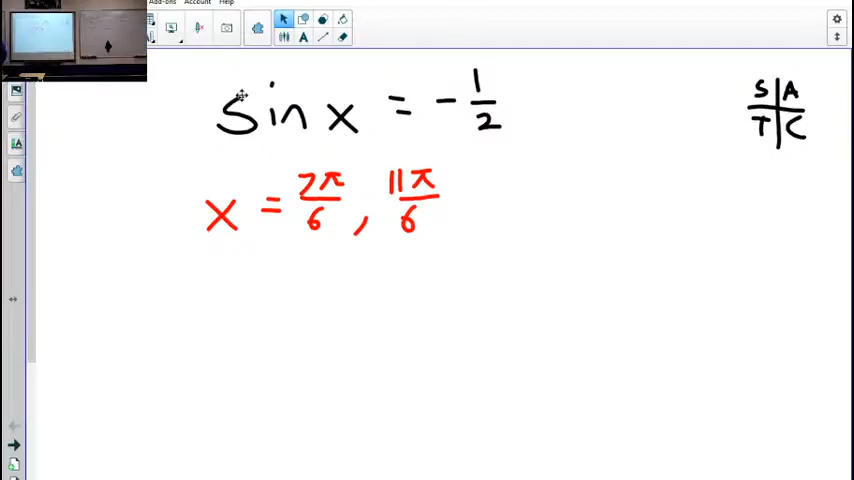 Add-ons Account Help
sin x = - 1/2
S A
T C
x = 7π/6 , 11π/6